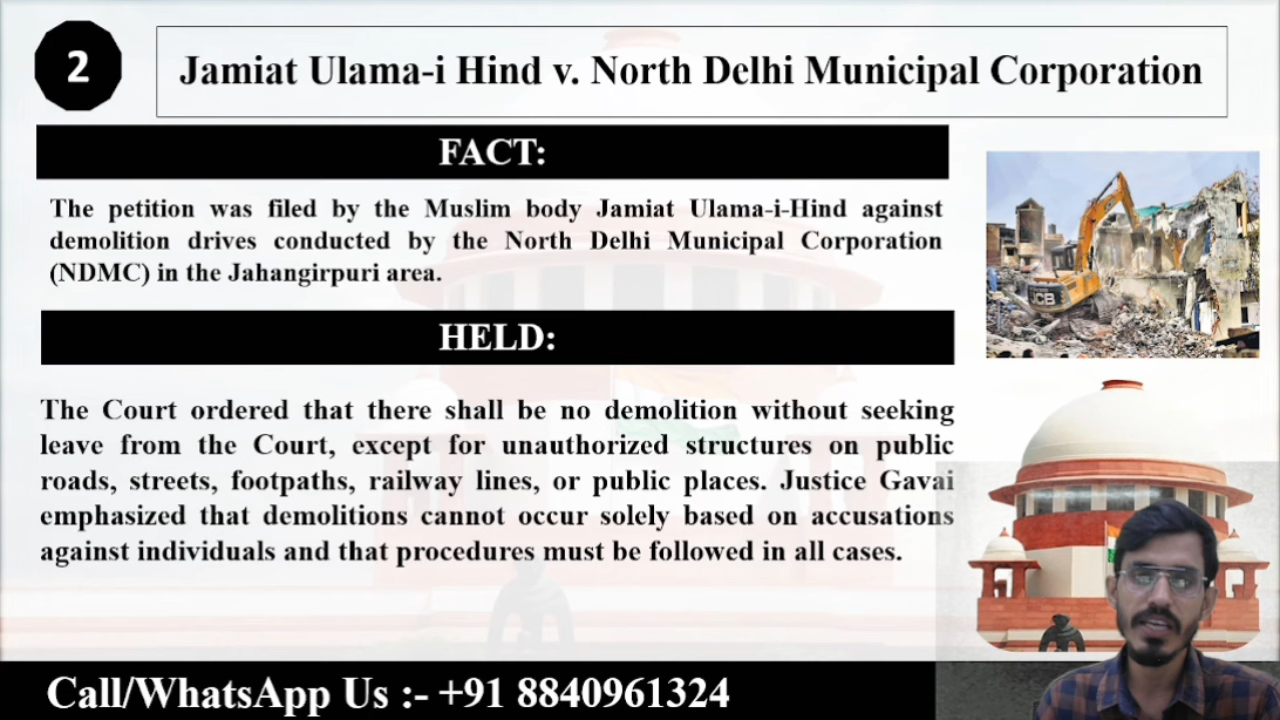 2
Jamiat Ulama-i Hind v. North Delhi Municipal Corporation
FACT:
The petition was filed by the Muslim body Jamiat Ulama-i-Hind against
demolition drives conducted by the North Delhi Municipal Corporation
(NDMC) in the Jahangirpuri area.
JCB
HELD:
The Court ordered that there shall be no demolition without seeking
leave from the Court, except for unauthorized structures on public
roads, streets, footpaths, railway lines, or public places. Justice Gavai
emphasized that demolitions cannot occur solely based on accusations
against individuals and that procedures must be followed in all cases.
Call/WhatsApp Us :- +91 8840961324